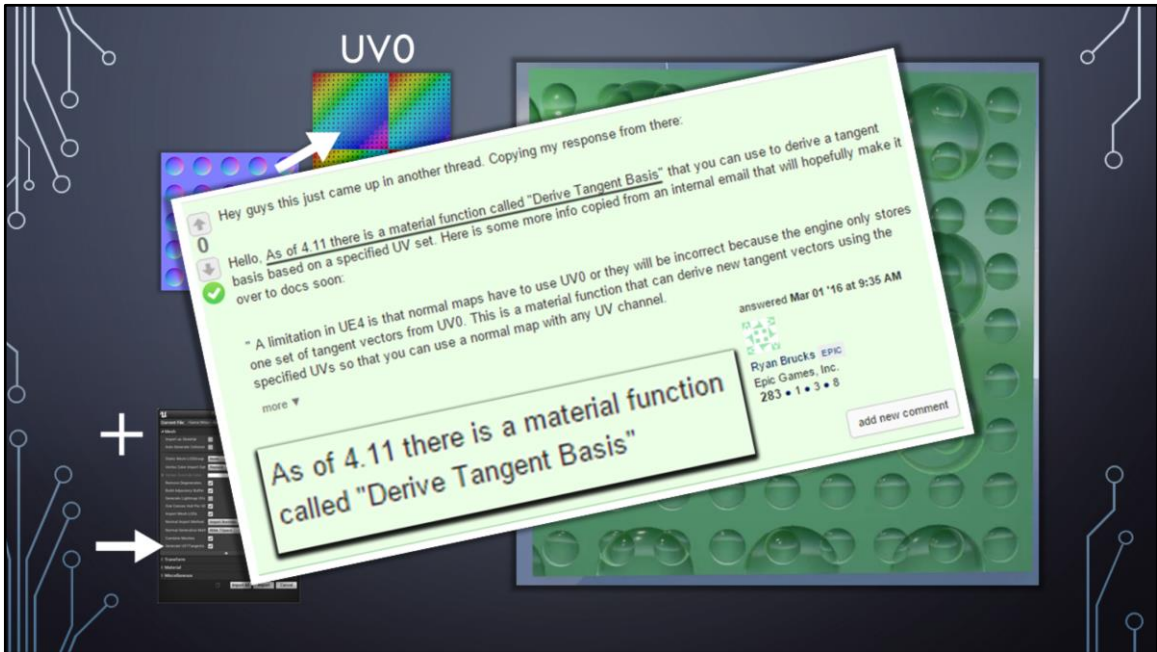 UV0
Hey guys this just came up in another thread. Copying my response from there:
0
Hello, As of 4.11 there is a material function called "Derive Tangent Basis" that you can use to derive a tangent
basis based on a specified UV set. Here is some more info copied from an internal email that will hopefully make it
over to docs soon:
" A limitation in UE4 is that normal maps have to use UV0 or they will be incorrect because the engine only stores
one set of tangent vectors from UV0. This is a material function that can derive new tangent vectors using the
specified UVs so that you can use a normal map with any UV channel.
more ▼
answered Mar 01 '16 at 9:35 AM
Ryan Brucks EPIC
Epic Games, Inc.
283 ● 1 ● 3 ● 8
add new comment
As of 4.11 there is a material function
called "Derive Tangent Basis"
+
Transform
Material
Miscellaneous
Cancel